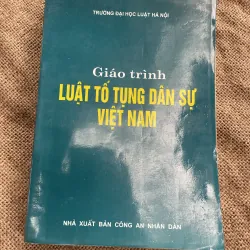 TRƯỜNG ĐẠI HỌC LUẬT HÀ NỘI
Giáo trình
LUẬT TỐ TỤNG DÂN SỰ
VIỆT NAM
NHÀ XUẤT BẢN CÔNG AN NHÂN DÂN